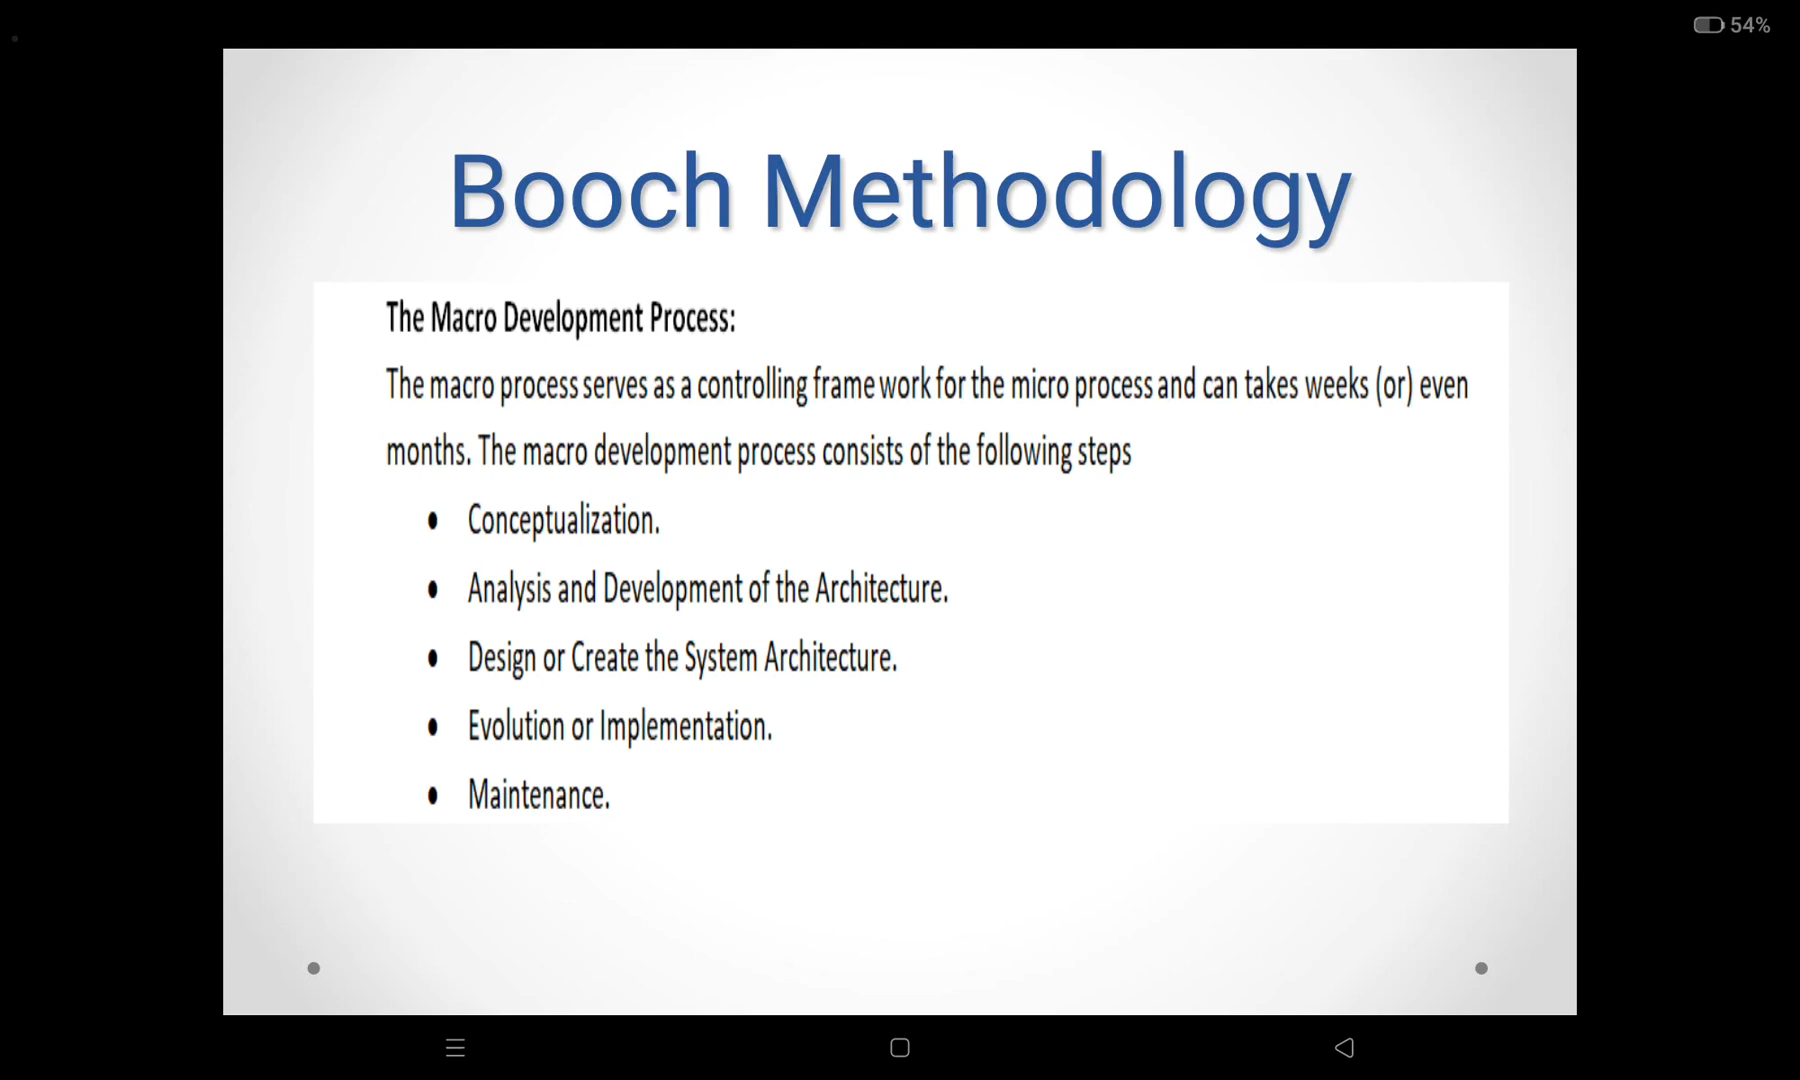 54%
Booch Methodology
The Macro Development Process:
The macro process serves as a controlling frame work for the micro process and can takes weeks (or) even
months. The macro development process consists of the following steps
• Conceptualization.
• Analysis and Development of the Architecture.
• Design or Create the System Architecture.
• Evolution or Implementation.
• Maintenance.